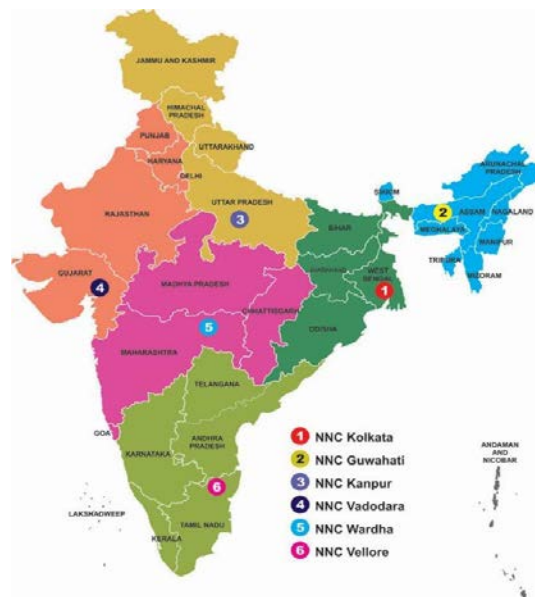 JAMMU AND KASHMIR
HIMACHAL
PRADESH
PUNJAB
UTTARAKHAND
HARYANA
DELHI
RAJASTHAN
UTTAR PRADESH
3
SIKKIM
ARUNACHAL
PRADESH
2
ASSAM
NAGALAND
MEGHALAYA
MANIPUR
TRIPURA
MIZORAM
BIHAR
GUJARAT
4
MADHYA PRADESH
JHARKHAND
WEST
BENGAL
1
CHHATTISGARH
ODISHA
5
MAHARASHTRA
TELANGANA
GOA
KARNATAKA
ANDHRA
PRADESH
6
LAKSHADWEEP
TAMIL NADU
KERALA
ANDAMAN
AND
NICOBAR
1 NNC Kolkata
2 NNC Guwahati
3 NNC Kanpur
4 NNC Vadodara
5 NNC Wardha
6 NNC Vellore